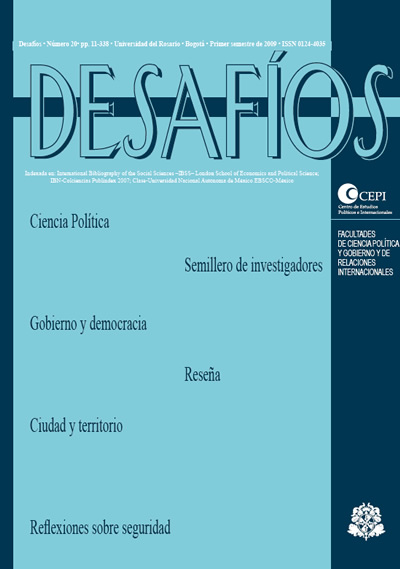 Desafíos • Número 20• pp. 11-338 • Universidad del Rosario • Bogotá • Primer semestre de 2009 • ISSN 0124-4035
DESAFÍOS
Indexada en: International Bibliography of the Social Sciences –IBSS– London School of Economics and Political Science;
IBN-Colciencias Publindex 2007; Clase-Universidad Nacional Autónoma de México EBSCO-México
CEPI
Centro de Estudios
Políticos e Internacionales
FACULTADES
DE CIENCIA POLÍTICA
Y GOBIERNO Y DE
RELACIONES
INTERNACIONALES
Ciencia Política
Semillero de investigadores
Gobierno y democracia
Reseña
Ciudad y territorio
Reflexiones sobre seguridad